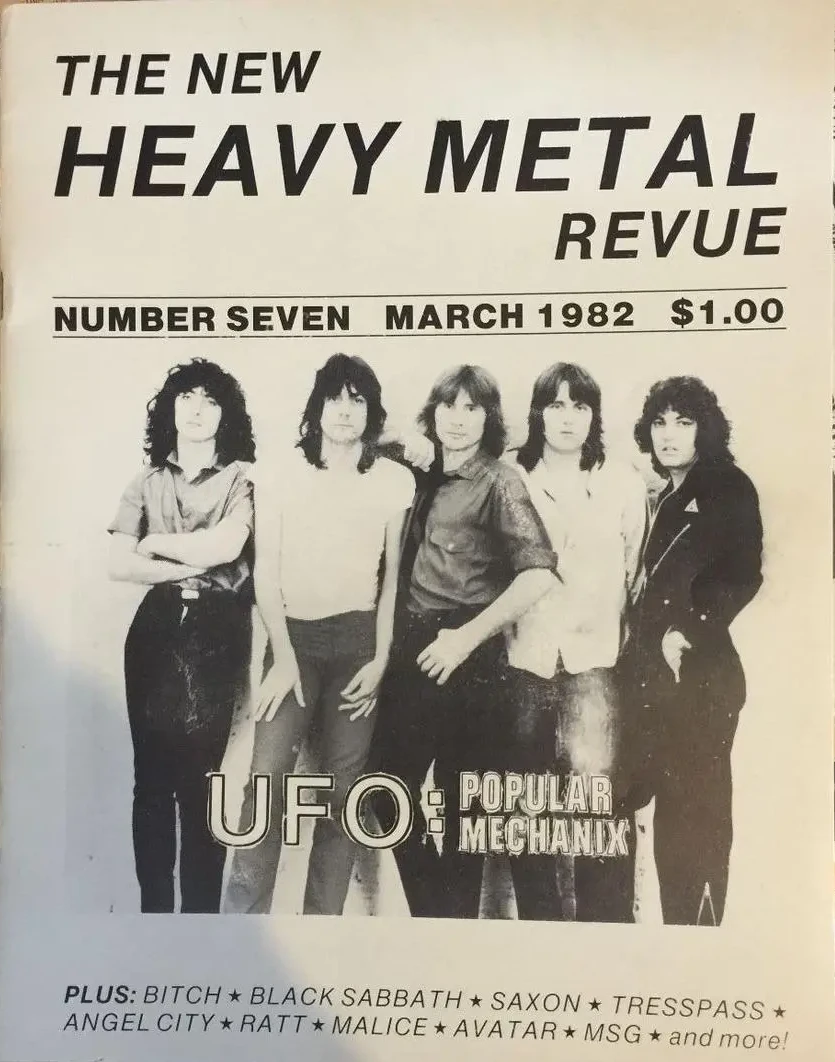 THE NEW
HEAVY METAL
REVUE
NUMBER SEVEN MARCH 1982 $1.00
UFO: POPULAR
MECHANIX
PLUS: BITCH ★ BLACK SABBATH ★ SAXON ★ TRESSPASS ★
ANGEL CITY ★ RATT ★ MALICE ★ AVATAR ★ MSG ★ and more!